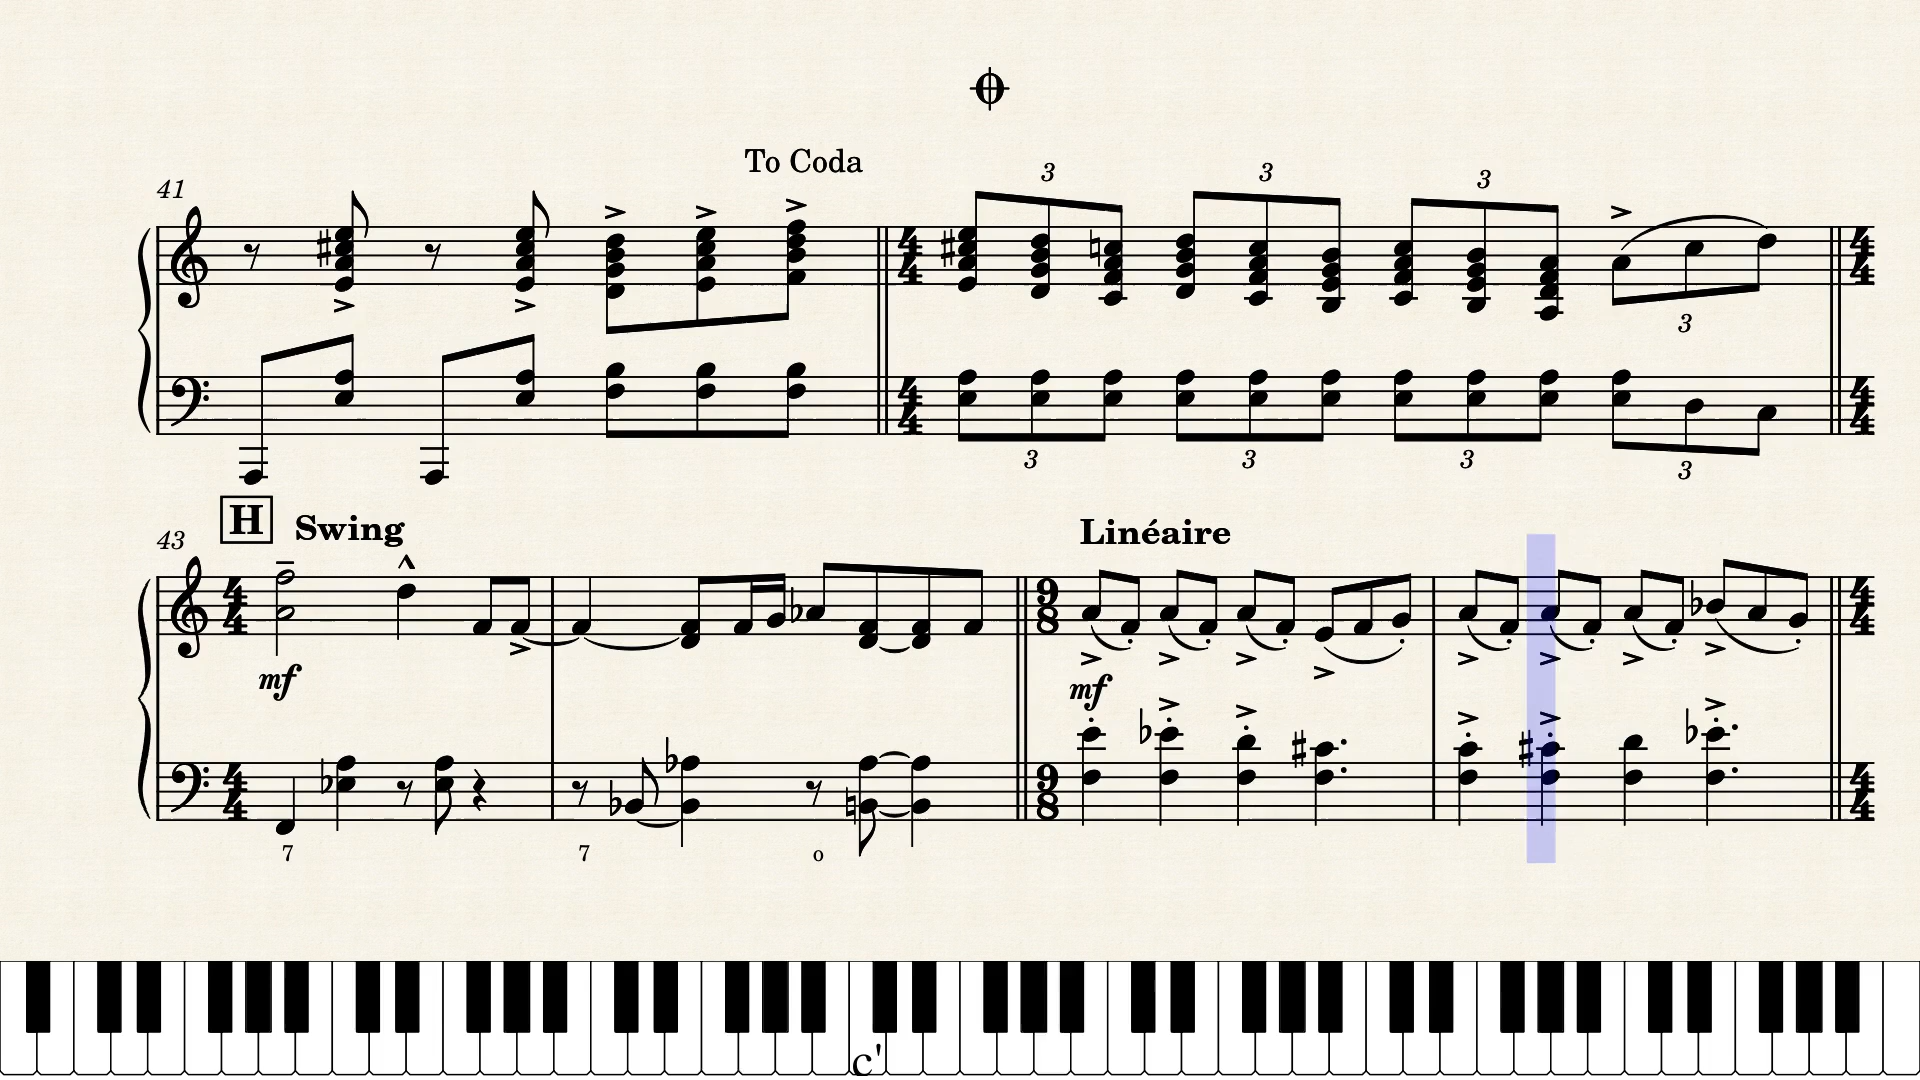 To Coda
41
3 3 3
3
3 3 3 3
H Swing
43
Linéaire
mf mf
7 7 o
c'